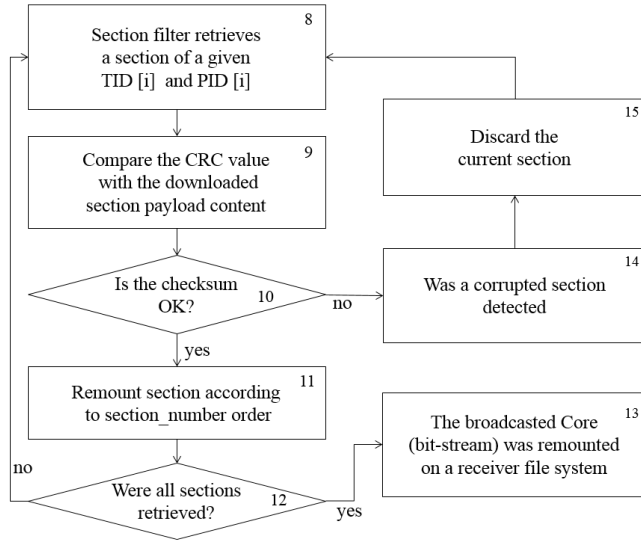 8
Section filter retrieves
a section of a given
TID [i] and PID [i]
9
Compare the CRC value
with the downloaded
section payload content
Is the checksum
OK?
10
no
yes
14
Was a corrupted section
detected
15
Discard the
current section
11
Remount section according
to section_number order
no
Were all sections
retrieved?
12
yes
13
The broadcasted Core
(bit-stream) was remounted
on a receiver file system